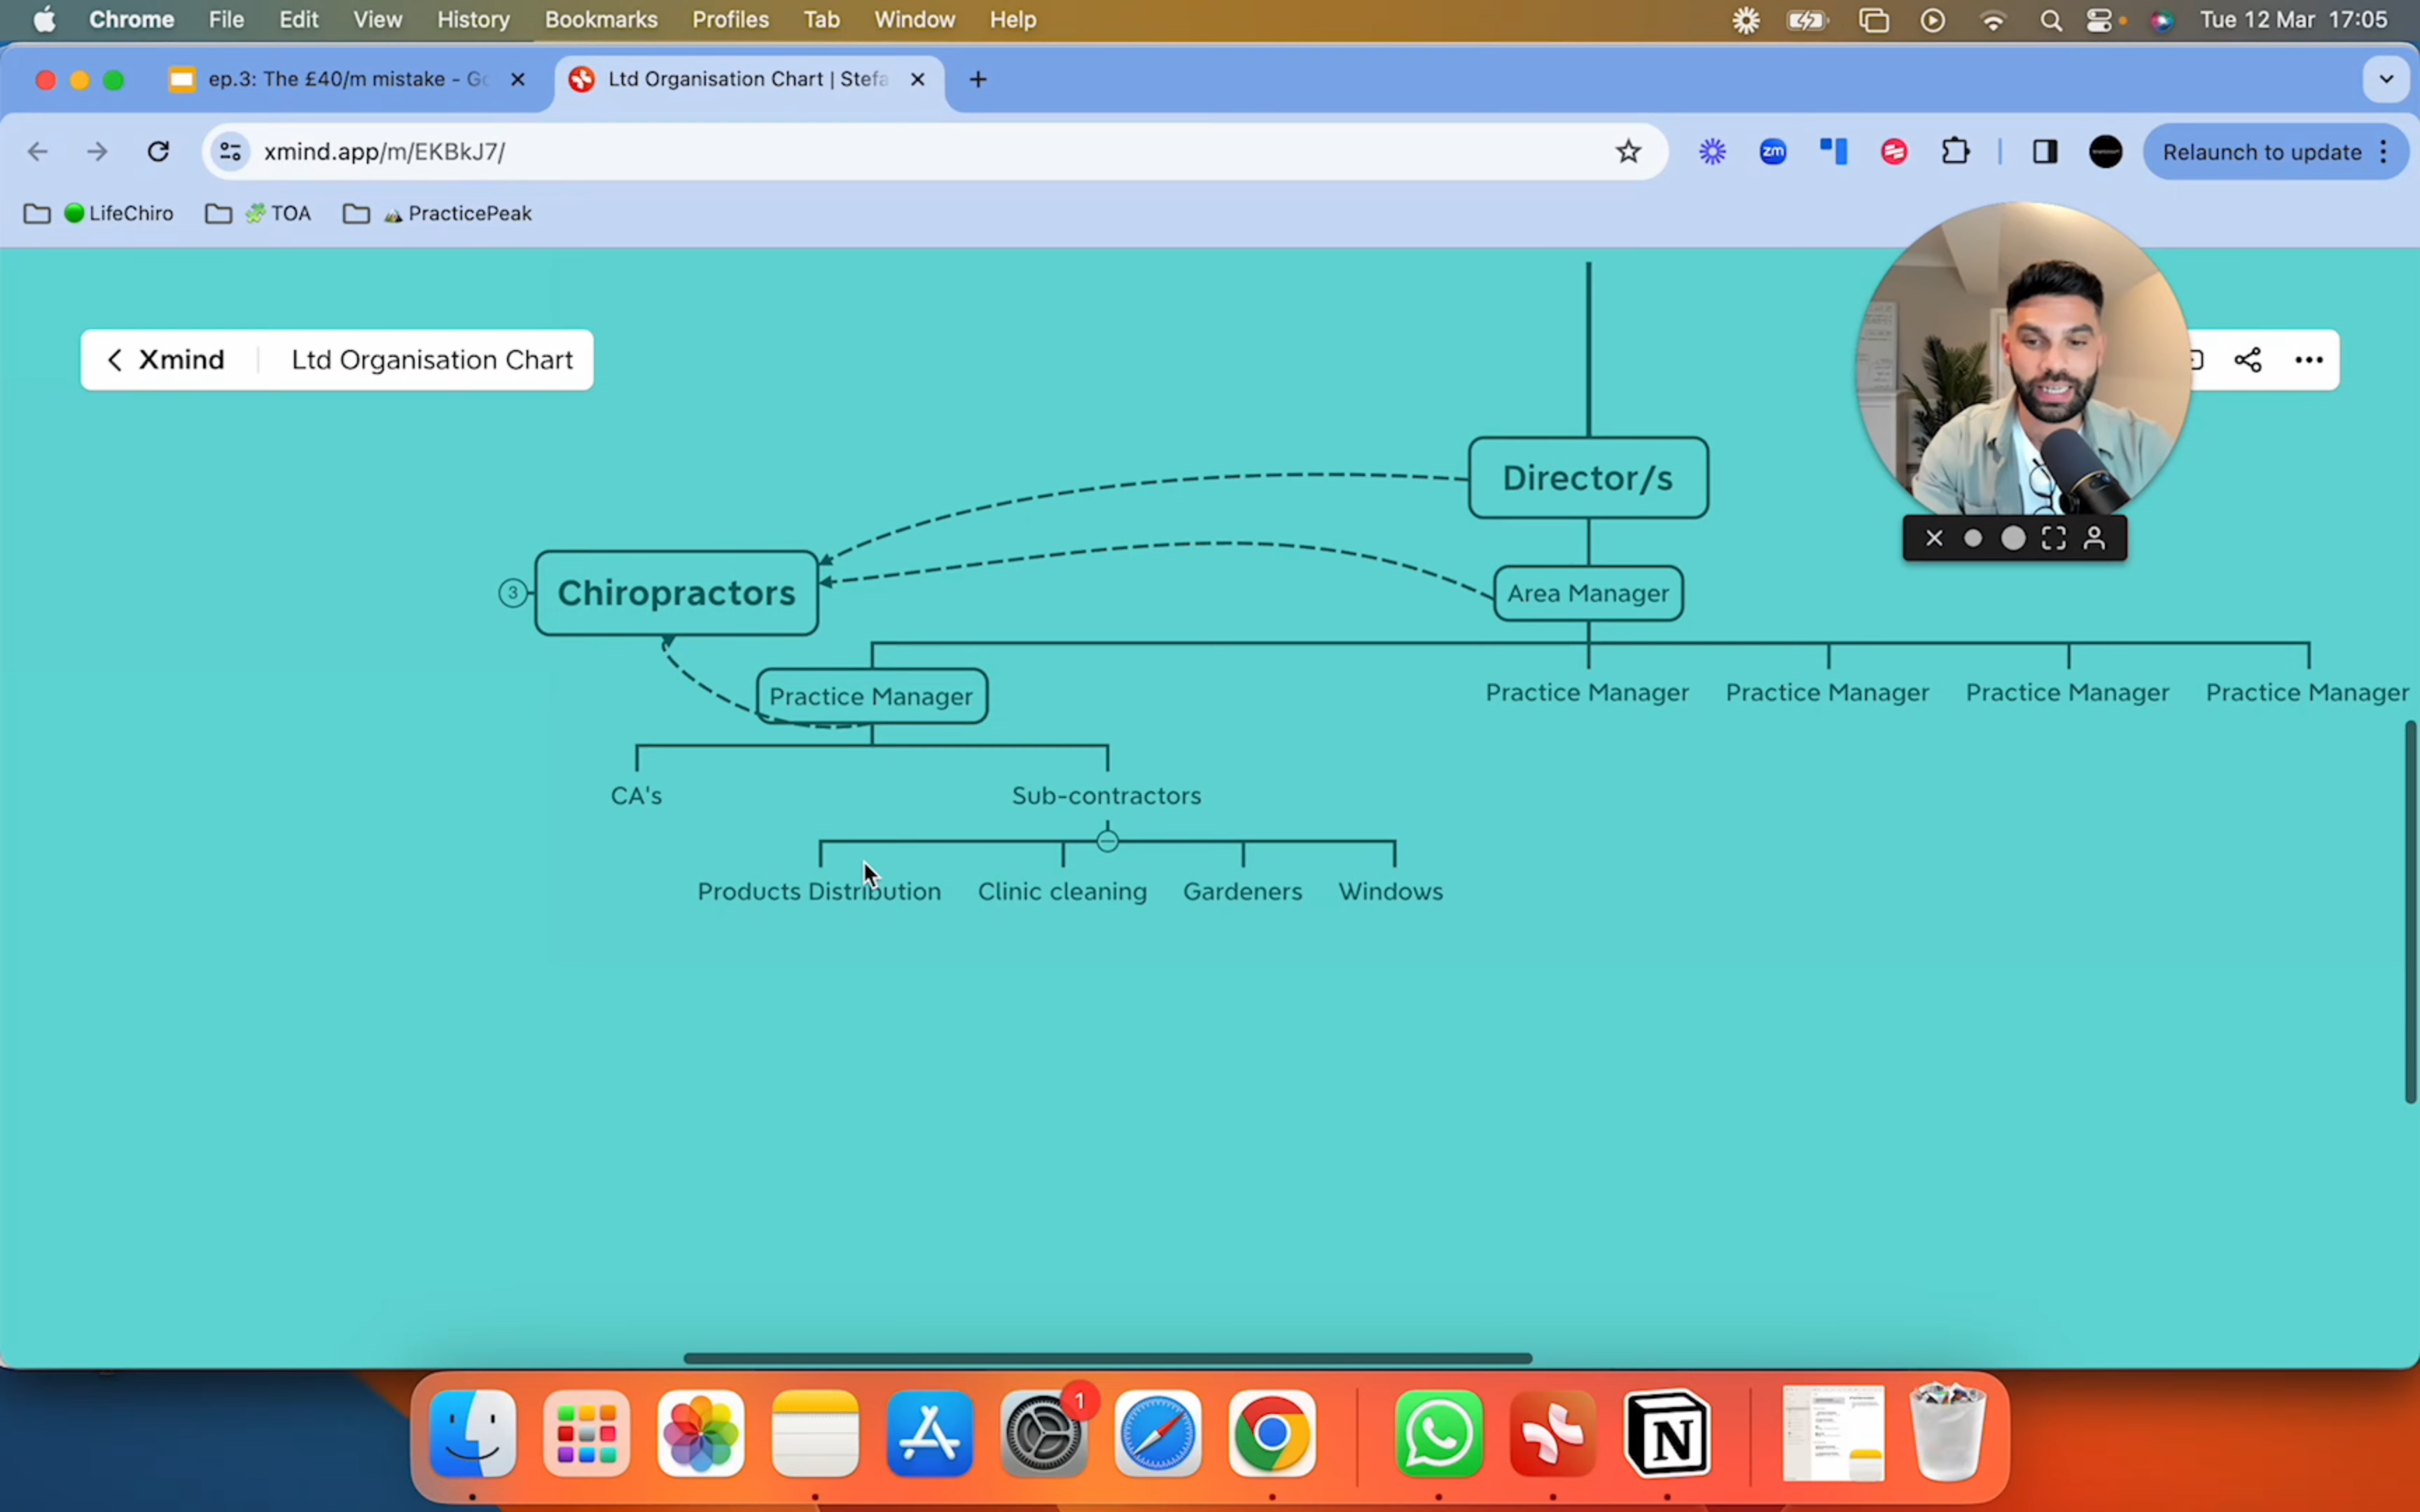 Chrome File Edit View History Bookmarks Profiles Tab Window Help Tue 12 Mar 17:05
ep.3: The £40/m mistake - Go
Ltd Organisation Chart | Stefa
xmind.app/m/EKBkJ7/
zm
Relaunch to update
LifeChiro TOA PracticePeak
Xmind Ltd Organisation Chart
Director/s
3 Chiropractors
Area Manager
Practice Manager
Practice Manager Practice Manager Practice Manager Practice Manager
CA's Sub-contractors
Products Distribution Clinic cleaning Gardeners Windows
1